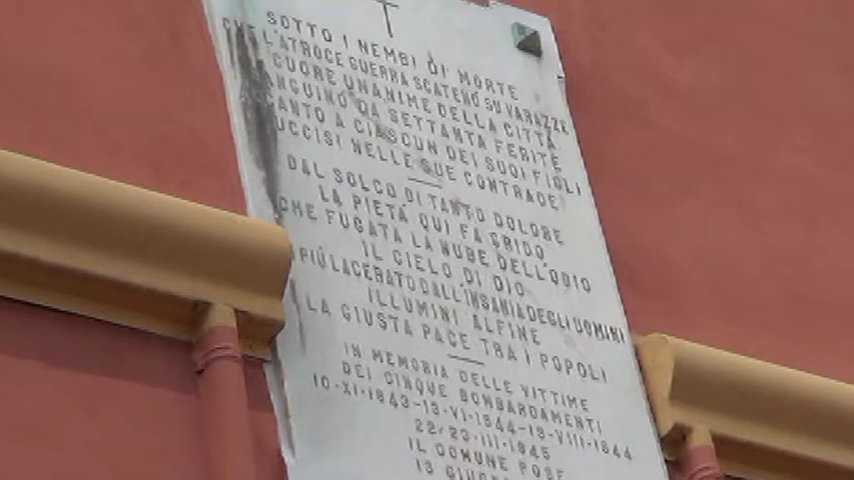 SOTTO I NEMBI DI MORTE
CHE L'ATROCE GUERRA SCATENÒ SU VARAZZE
CUORE UNANIME DELLA CITTÀ
SANGUINÒ DA SETTANTA FERITE
ACCANTO A CIASCUN DEI SUOI FIGLI
UCCISI NELLE SUE CONTRADE
DAL SOLCO DI TANTO DOLORE
LA PIETÀ QUI FA GRIDO
CHE FUGATA LA NUBE DELL'ODIO
IL CIELO DI DIO
PIÙ LACERATO DALL'INSANIA DEGLI UOMINI
ILLUMINI ALFINE
LA GIUSTA PACE TRA I POPOLI
IN MEMORIA DELLE VITTIME
DEI CINQUE BOMBARDAMENTI
10-XI-1943-13-VI-1944-18-VIII-1944
22/23-III-1945
IL COMUNE POSE
13 GIUGNO